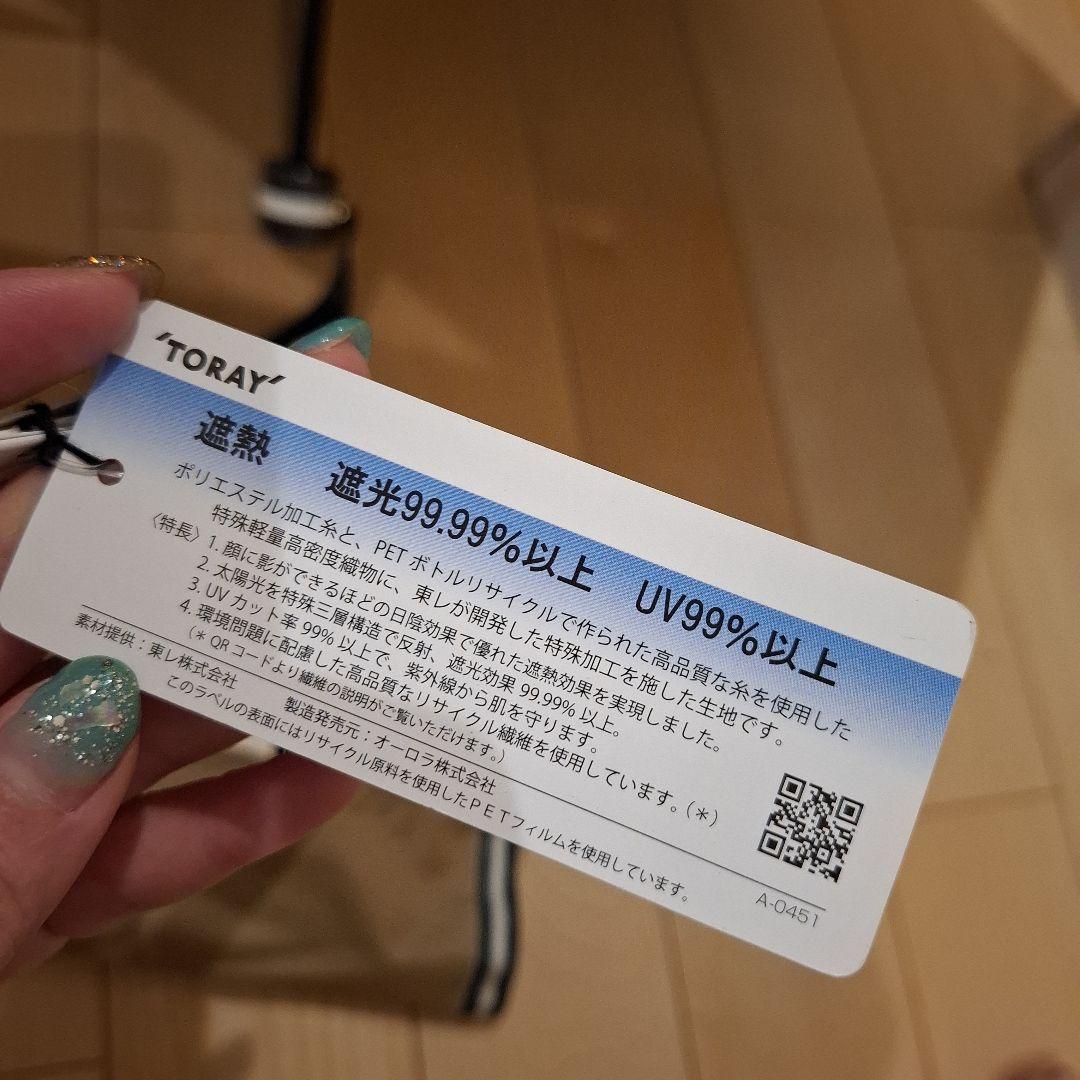 'TORAY'
遮熱 遮光99.99%以上 UV99%以上
ポリエステル加工糸と、PETボトルリサイクルで作られた高品質な糸を使用した
特殊軽量高密度織物に、東レが開発した特殊加工を施した生地です。
〈特長〉1. 顔に影ができるほどの日陰効果で優れた遮熱効果を実現しました。
2. 太陽光を特殊三層構造で反射、遮光効果 99.99% 以上。
3. UVカット率 99% 以上で、紫外線から肌を守ります。
4. 環境問題に配慮した高品質なリサイクル繊維を使用しています。(*)
(* QRコードより繊維の説明がご覧いただけます。)
素材提供:東レ株式会社 製造発売元:オーロラ株式会社
このラベルの表面にはリサイクル原料を使用したPETフィルムを使用しています。
A-0451